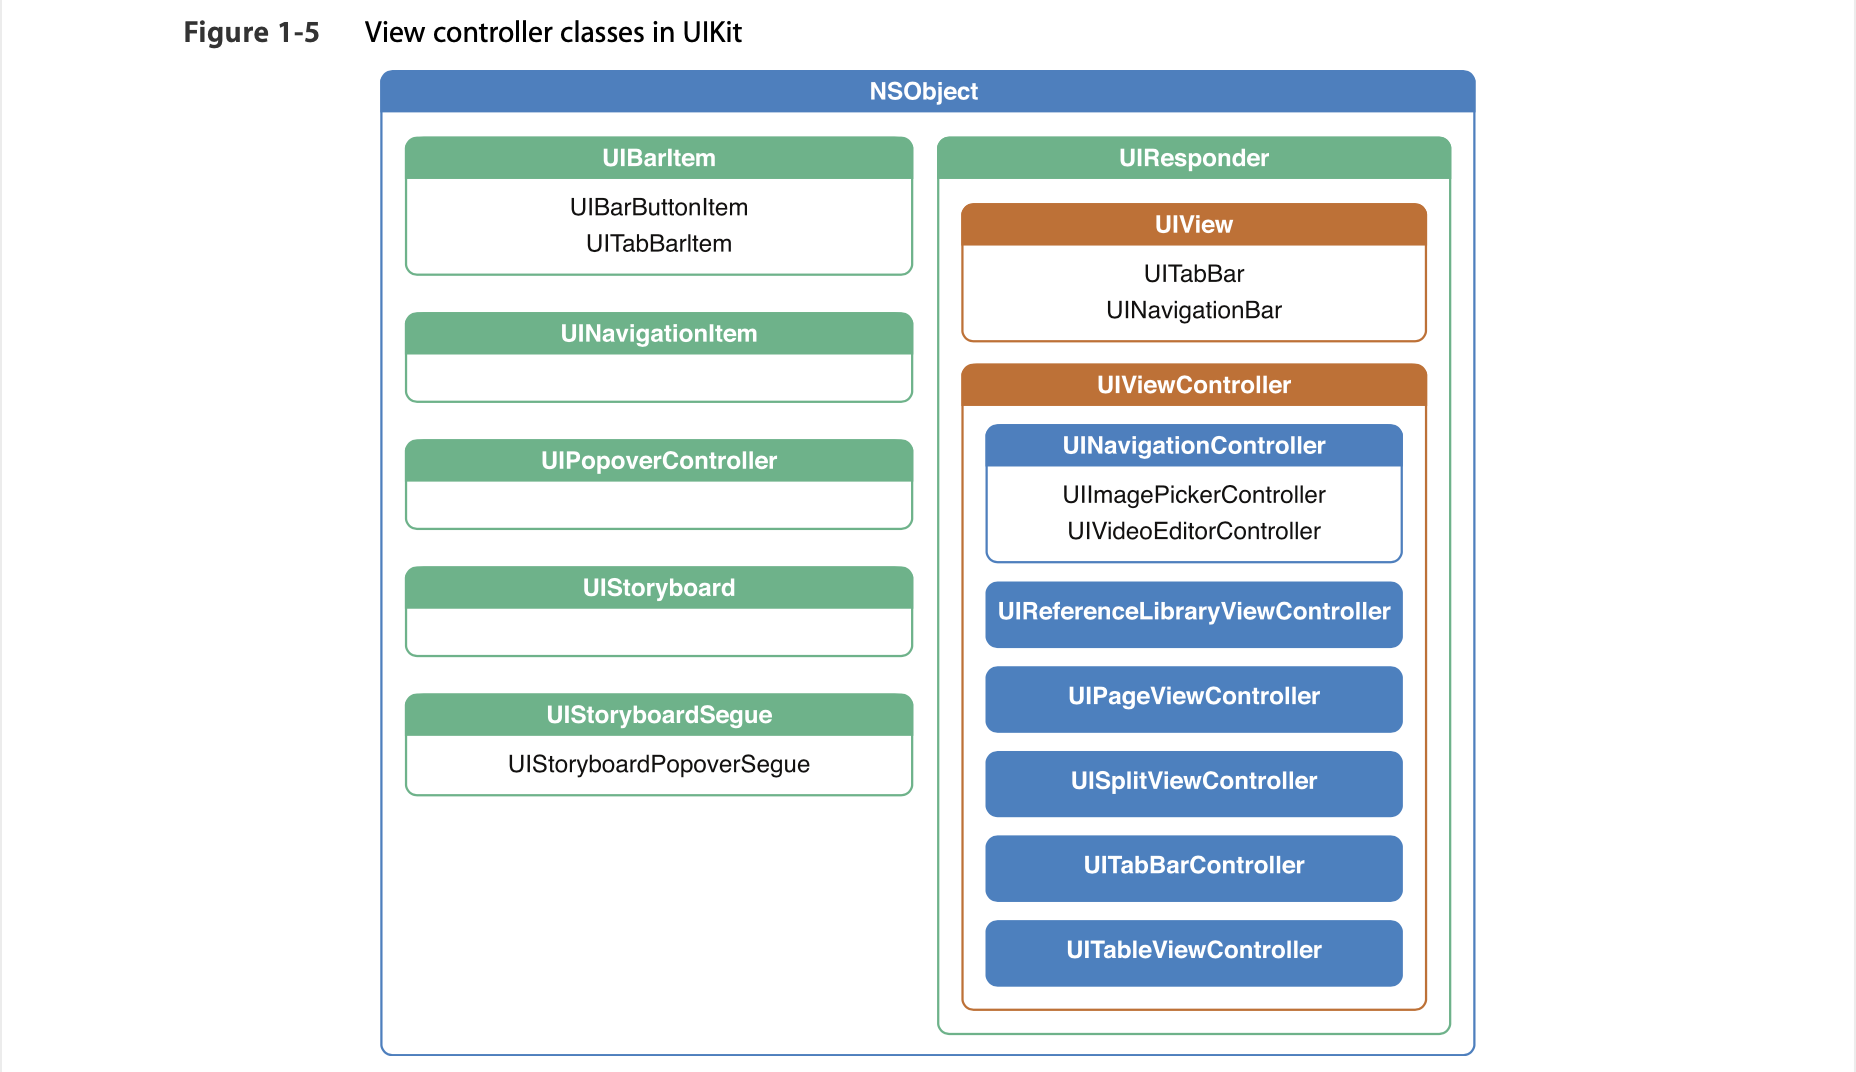 Figure 1-5 View controller classes in UIKit
NSObject
UIBarItem
UIBarButtonItem
UITabBarItem
UINavigationItem
UIPopoverController
UIStoryboard
UIStoryboardSegue
UIStoryboardPopoverSegue
UIResponder
UIView
UITabBar
UINavigationBar
UIViewController
UINavigationController
UIImagePickerController
UIVideoEditorController
UIReferenceLibraryViewController
UIPageViewController
UISplitViewController
UITabBarController
UITableViewController